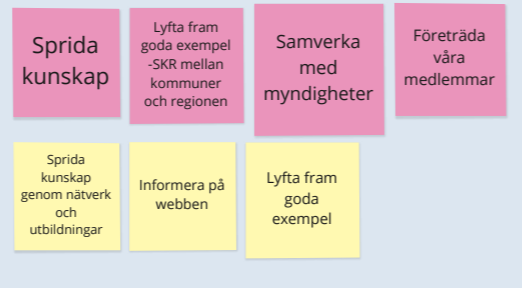 Sprida
kunskap
Lyfta fram
goda exempel
-SKR mellan
kommuner
och regionen
Samverka
med
myndigheter
Företräda
våra
medlemmar
Sprida
kunskap
genom nätverk
och
utbildningar
Informera på
webben
Lyfta fram
goda
exempel